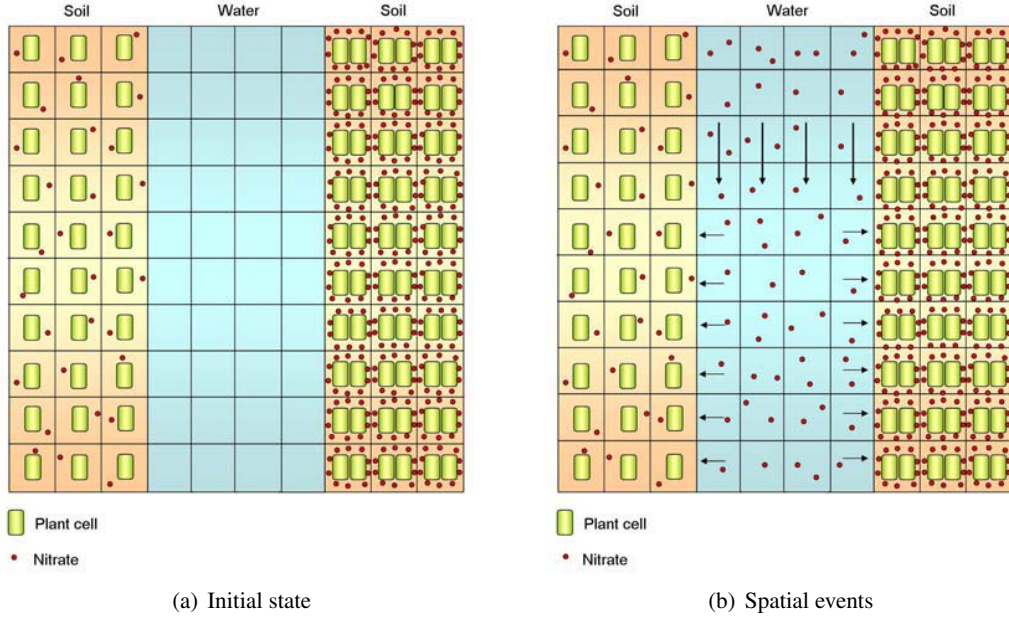 Soil Water Soil
Plant cell
Nitrate
(a) Initial state
Soil Water Soil
Plant cell
Nitrate
(b) Spatial events